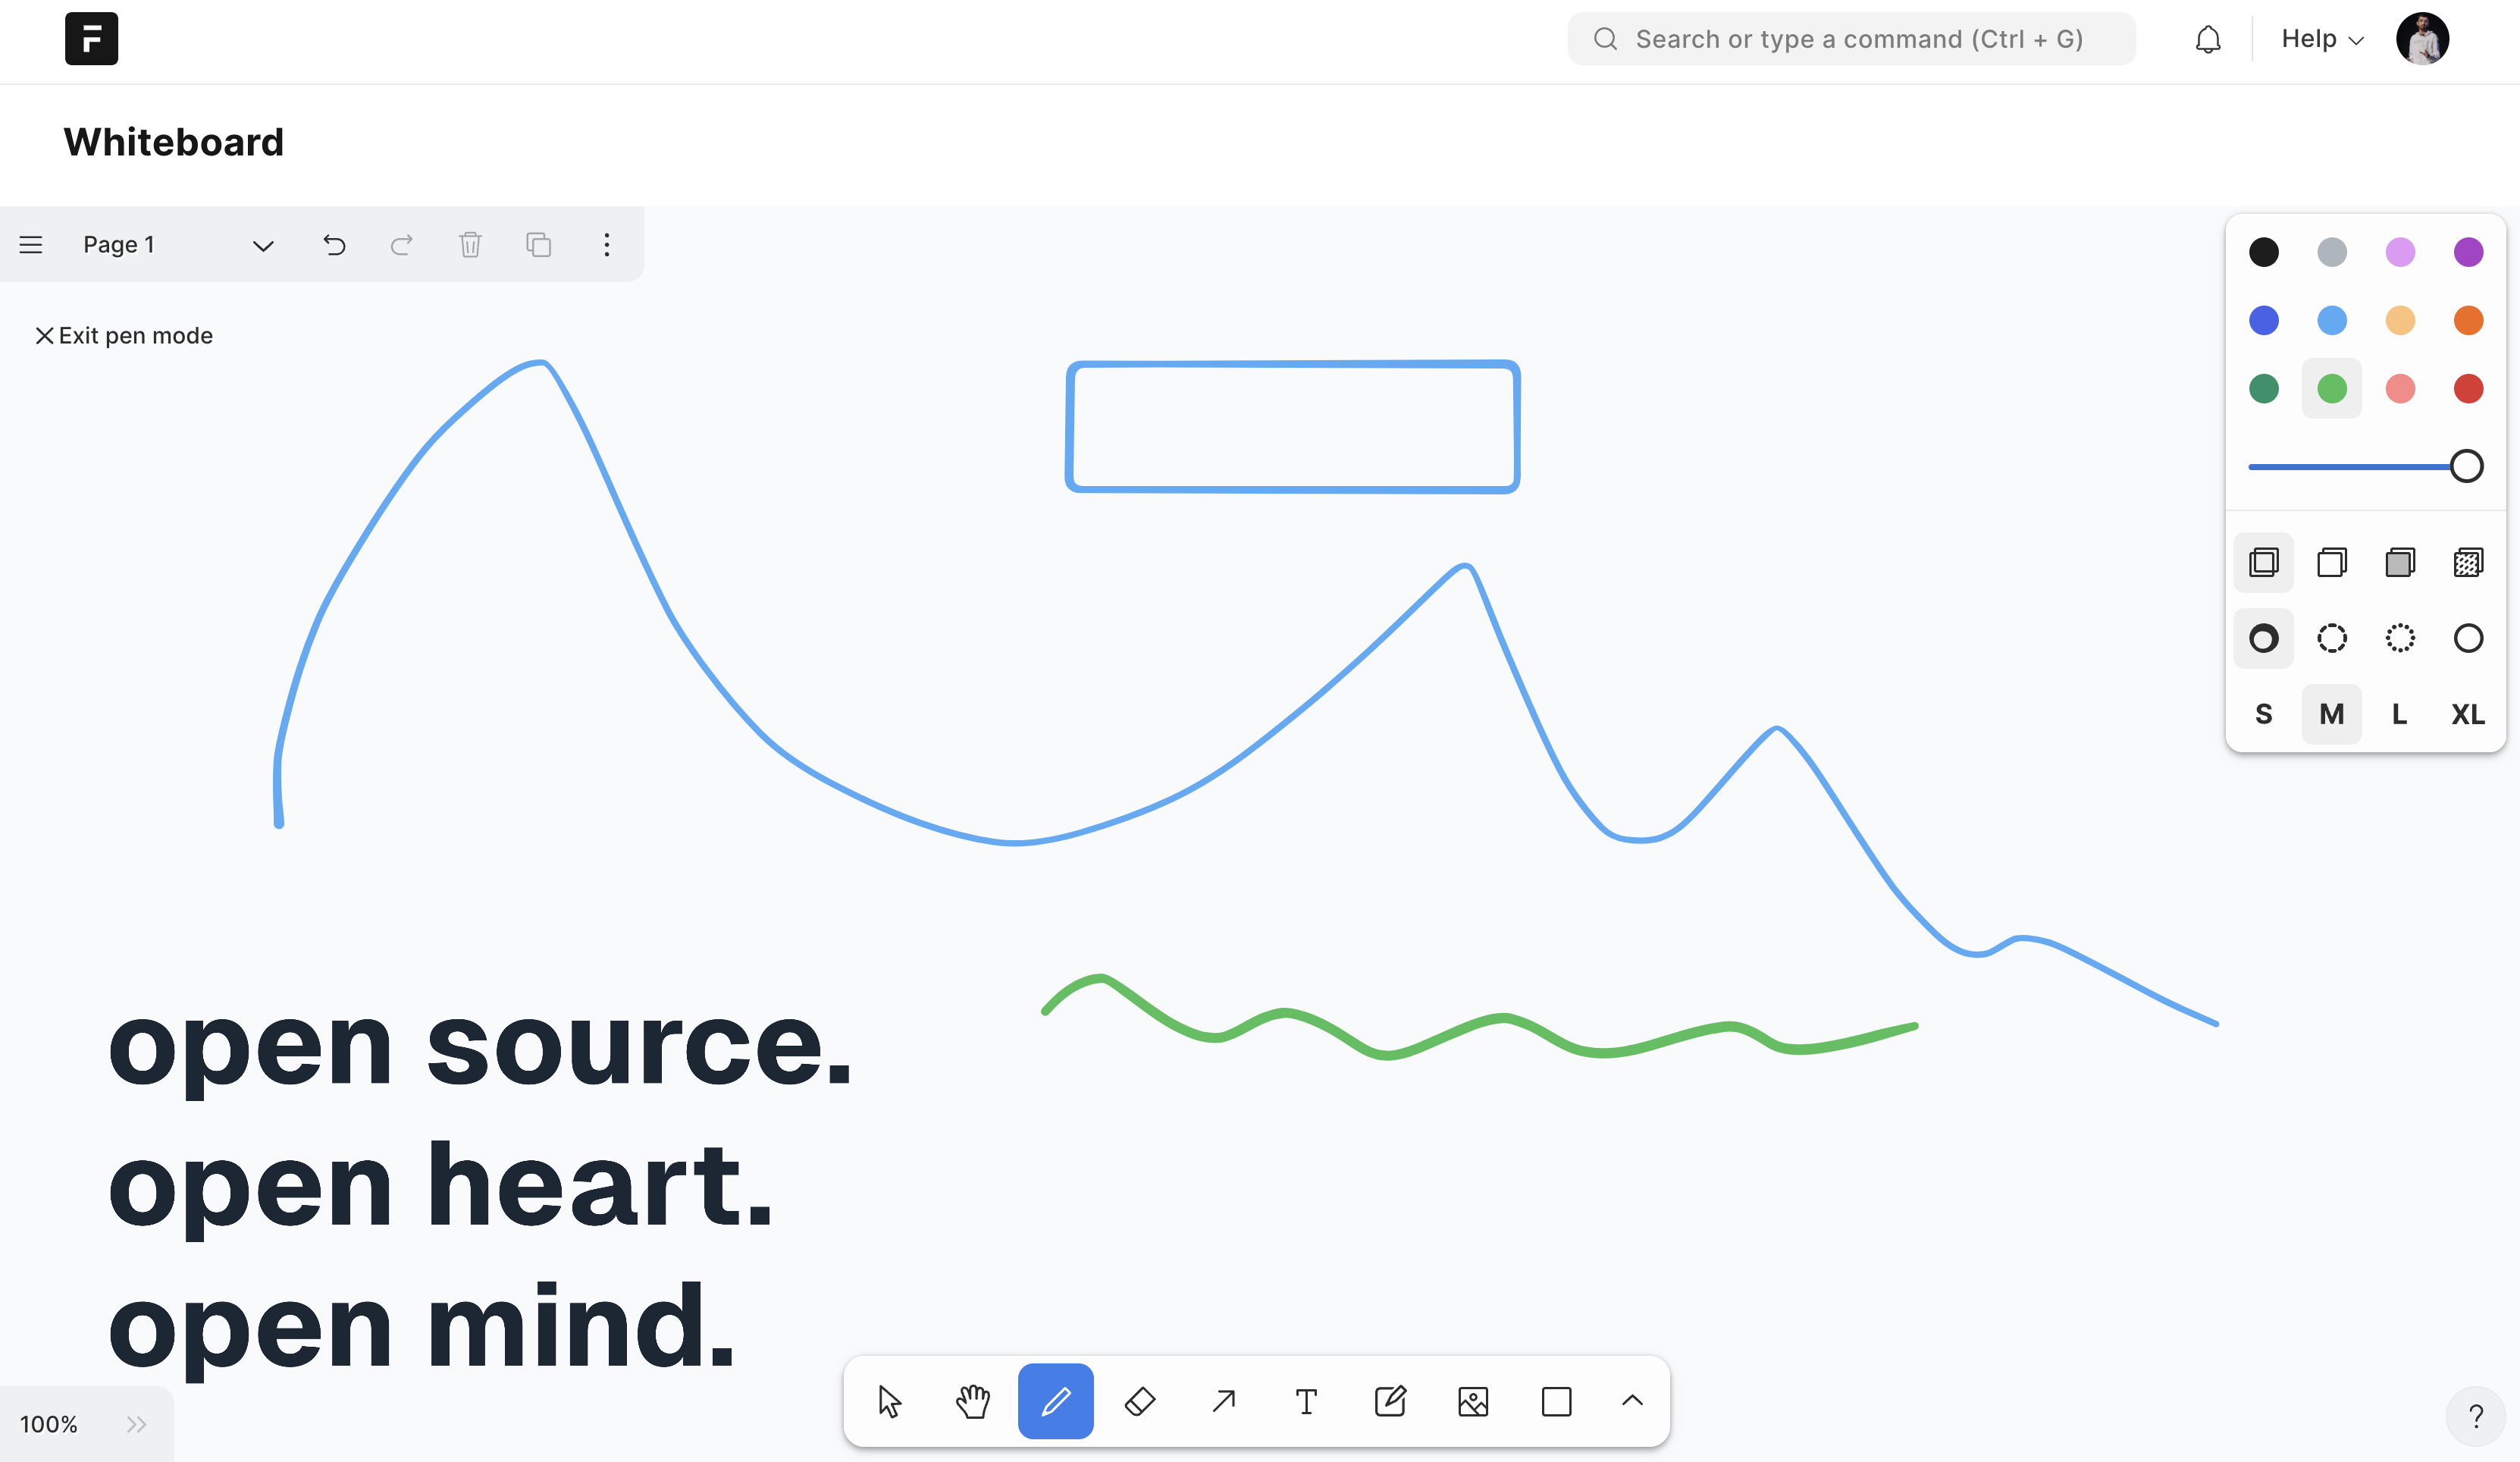 F
Search or type a command (Ctrl + G)
Help
Whiteboard
Page 1
Exit pen mode
S M L XL
open source.
open heart.
open mind.
T
100%
?